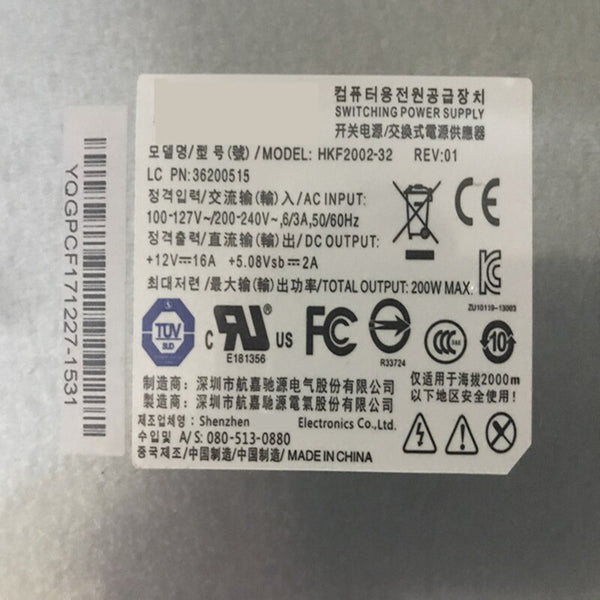 컴퓨터용전원공급장치
SWITCHING POWER SUPPLY
开关电源/交換式電源供應器
모델명/型号(號)/MODEL: HKF2002-32 REV:01
LC PN:36200515
정격입력/交流输(輸)入/AC INPUT:
100-127V~/200-240V~,6/3A,50/60Hz
정격출력/直流输(輸)出/DC OUTPUT:
+12V⎓16A +5.08Vsb⎓2A
최대저련/最大输(輸)出功率/TOTAL OUTPUT: 200W MAX.
ZU10119-13003
TÜV
SUD
c RU US
®
E181356
FC
R33724
CCC
S&E
10
制造商：深圳市航嘉驰源电气股份有限公司
製造商：深圳市航嘉馳源電氣股份有限公司
제조업체명 : Shenzhen Electronics Co.,Ltd.
수입및 A/S: 080-513-0880
중국제조/中国制造/中國製造/MADE IN CHINA
仅适用于海拔2000m
以下地区安全使用
YQGPCF171227-1531